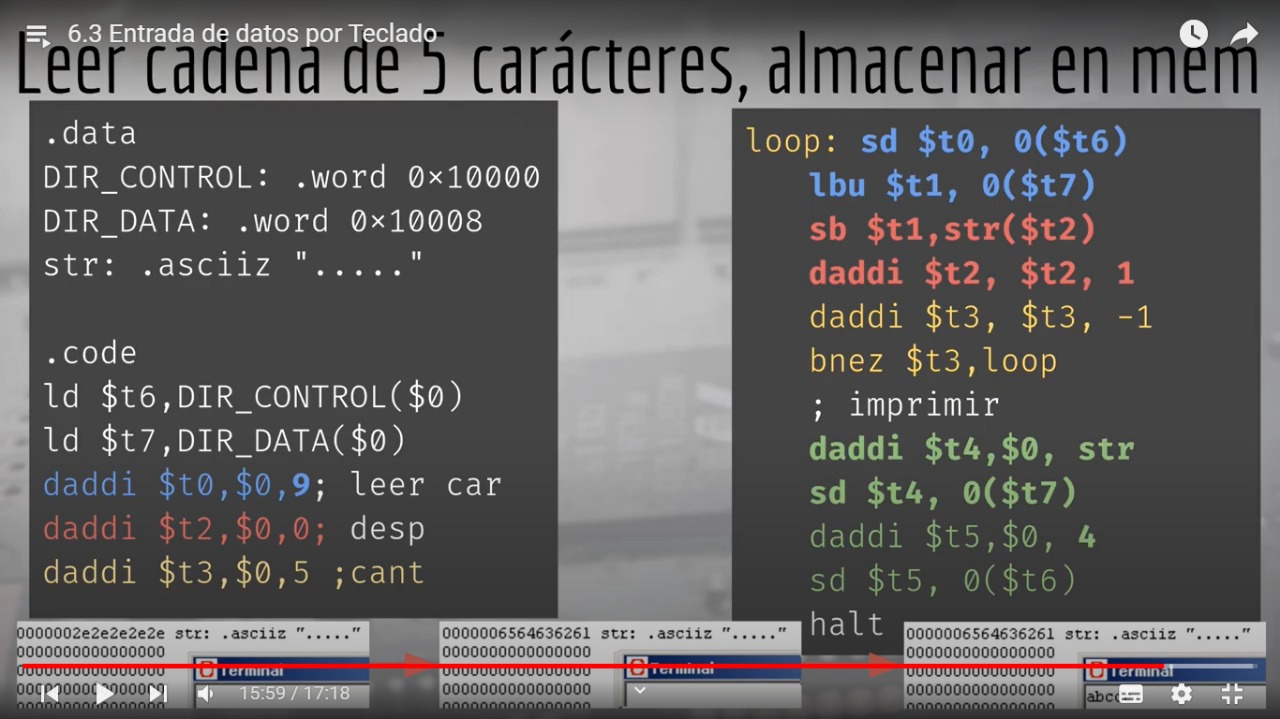 6.3 Entrada de datos por Teclado
Leer cadena de 5 carácteres, almacenar en mem
.data
DIR_CONTROL: .word 0×10000
DIR_DATA: .word 0×10008
str: .asciiz "....."
.code
ld $t6,DIR_CONTROL($0)
ld $t7,DIR_DATA($0)
daddi $t0,$0,9; leer car
daddi $t2,$0,0; desp
daddi $t3,$0,5 ;cant
loop: sd $t0, 0($t6)
lbu $t1, 0($t7)
sb $t1,str($t2)
daddi $t2, $t2, 1
daddi $t3, $t3, -1
bnez $t3,loop
; imprimir
daddi $t4,$0, str
sd $t4, 0($t7)
daddi $t5,$0, 4
sd $t5, 0($t6)
halt
0000002e2e2e2e2e str: .asciiz "....."
0000000000000000
0000000000000000
0000000000000000
Terminal
0000006564636261 str: .asciiz "....."
0000000000000000
0000000000000000
0000000000000000
Terminal
0000006564636261 str: .asciiz "....."
0000000000000000
0000000000000000
0000000000000000
Terminal
15:59 / 17:18